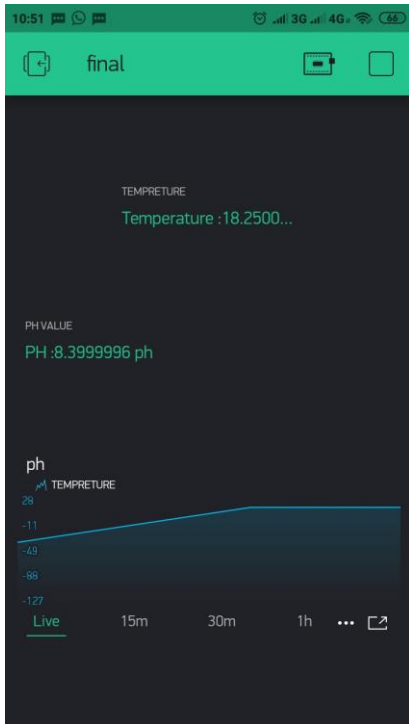 10:51 3G 4G+ 66
final
TEMPRETURE
Temperature :18.2500...
PH VALUE
PH :8.3999996 ph
ph
TEMPRETURE
28
-11
-49
-88
-127
Live 15m 30m 1h ...